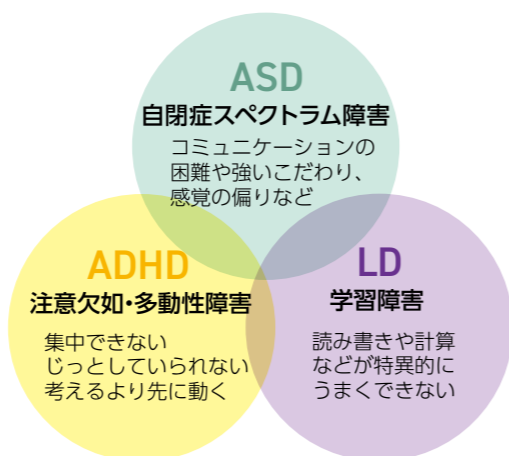 ASD
自閉症スペクトラム障害
コミュニケーションの
困難や強いこだわり、
感覚の偏りなど
ADHD
注意欠如・多動性障害
集中できない
じっとしていられない
考えるより先に動く
LD
学習障害
読み書きや計算
などが特異的に
うまくできない